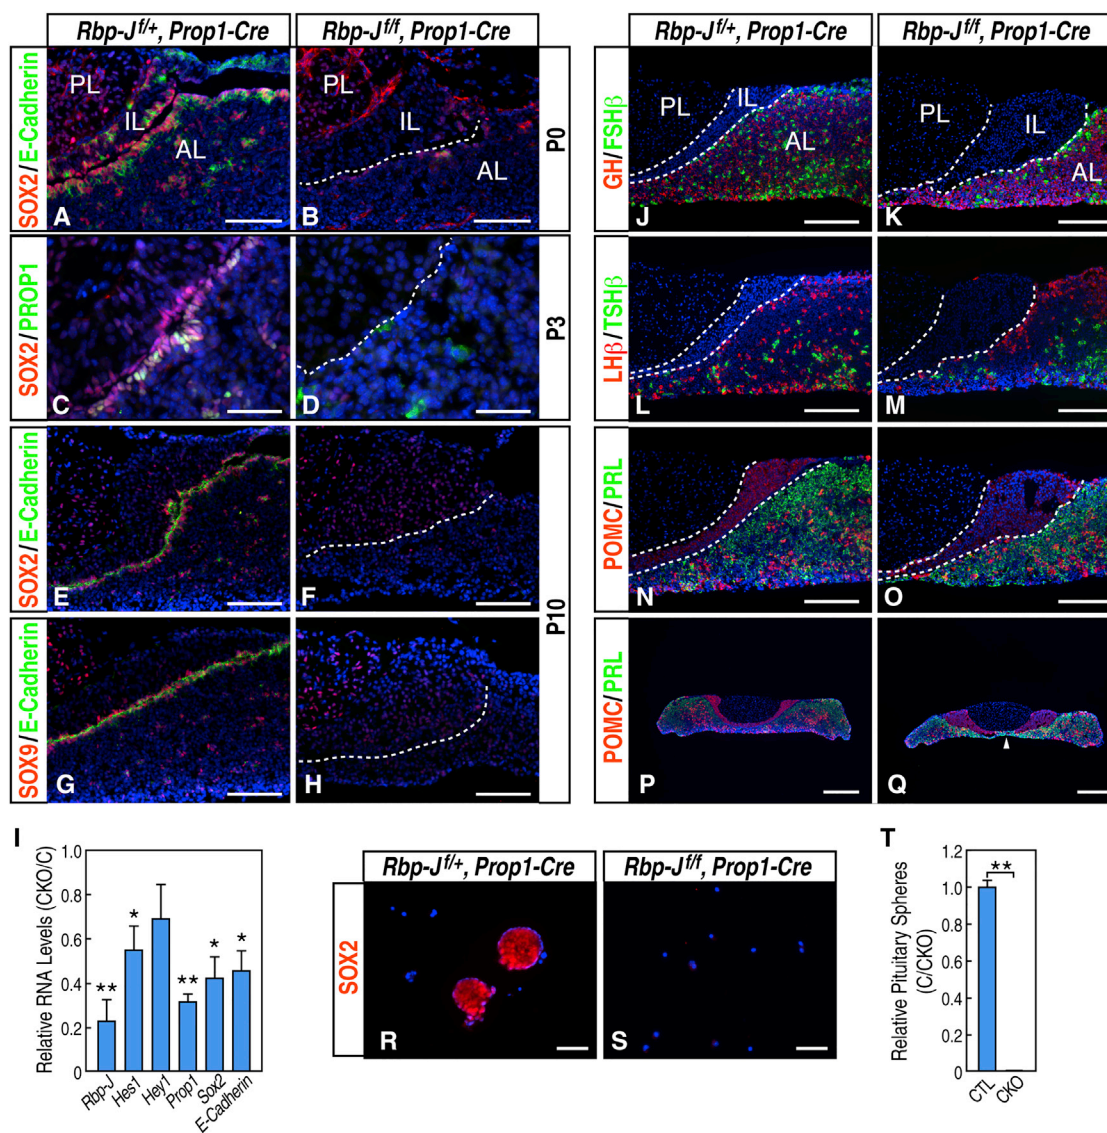 Rbp-Jf/+, Prop1-Cre
Rbp-Jf/f, Prop1-Cre
SOX2/E-Cadherin
PL
IL
AL
A
PL
IL
AL
B
P0
SOX2/PROP1
C
D
P3
SOX2/E-Cadherin
E
F
SOX9/E-Cadherin
G
H
P10
Rbp-Jf/+, Prop1-Cre
Rbp-Jf/f, Prop1-Cre
GH/FSHβ
PL
IL
AL
J
PL
IL
AL
K
LHβ/TSHβ
L
M
POMC/PRL
N
O
POMC/PRL
P
Q
I
Relative RNA Levels (CKO/C)
1.0
0.8
0.6
0.4
0.2
0
**
*
**
*
*
Rbp-J
Hes1
Hey1
Prop1
Sox2
E-Cadherin
Rbp-Jf/+, Prop1-Cre
Rbp-Jf/f, Prop1-Cre
SOX2
R
S
T
Relative Pituitary Spheres
(C/CKO)
1.2
1.0
0.8
0.6
0.4
0.2
0
**
CTL
CKO